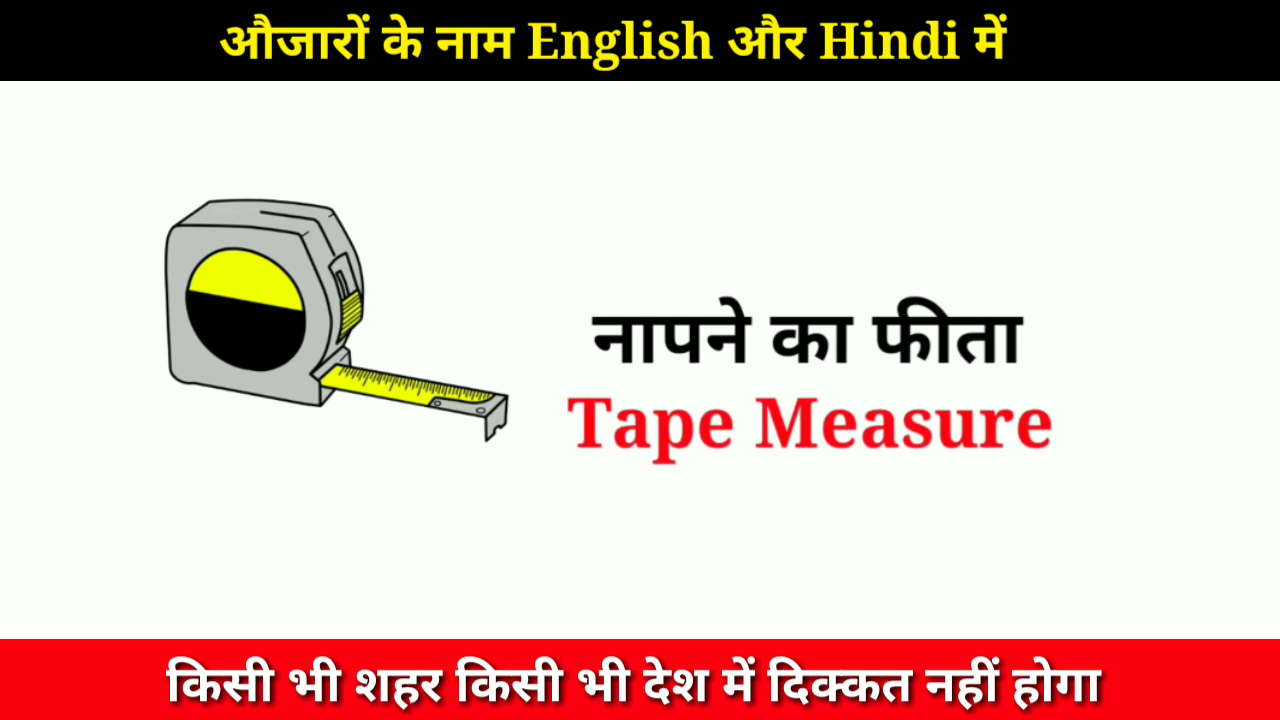 औजारों के नाम English और Hindi में
नापने का फीता
Tape Measure
किसी भी शहर किसी भी देश में दिक्कत नहीं होगा